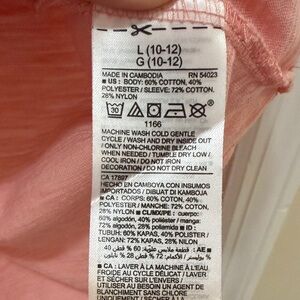 L (10-12)
G (10-12)
MADE IN CAMBODIA RN 54023
■ US : BODY: 60% COTTON, 40%
POLYESTER / SLEEVE: 72% COTTON,
28% NYLON
30
1166
MACHINE WASH COLD GENTLE
CYCLE / WASH AND DRY INSIDE OUT
/ ONLY NON-CHLORINE BLEACH
WHEN NEEDED / TUMBLE DRY LOW /
COOL IRON / DO NOT IRON
DECORATION / DO NOT DRY CLEAN
CA 17897
HECHO EN CAMBOYA CON INSUMOS
IMPORTADOS / DIBUAT DI KAMBOJA
■ CA : CORPS: 60% COTON, 40%
POLYESTER / MANCHE: 72% COTON,
28% NYLON ■ cuerpo:
60% algodón, 40% poliéster / manga:
72% algodón, 28% poliamida ■ ID :
TUBUH: 60% KAPAS, 40% POLIESTER /
LENGAN: 72% KAPAS, 28% NILON
■ AE :
■ CA : LAVER À LA MACHINE À L'EAU
FROIDE AU CYCLE DÉLICAT / LAVER
ET SÉCHER À L'ENVERS / AU
BESOIN UTILISER UN AGENT DE
BLANCHIMENT SANS CHLORE